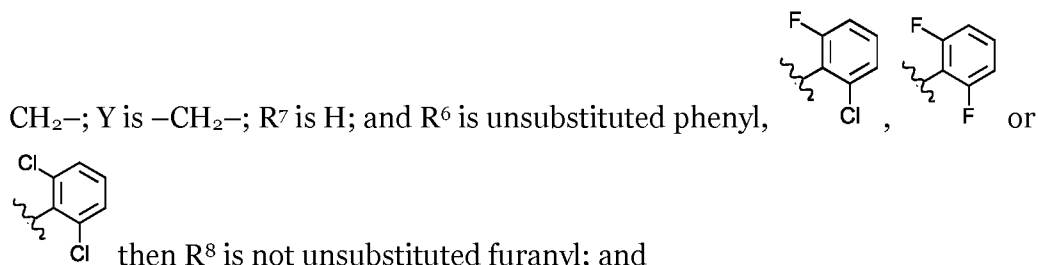 F F
CH₂–; Y is –CH₂–; R⁷ is H; and R⁶ is unsubstituted phenyl, Cl , F or
Cl
Cl then R⁸ is not unsubstituted furanyl; and